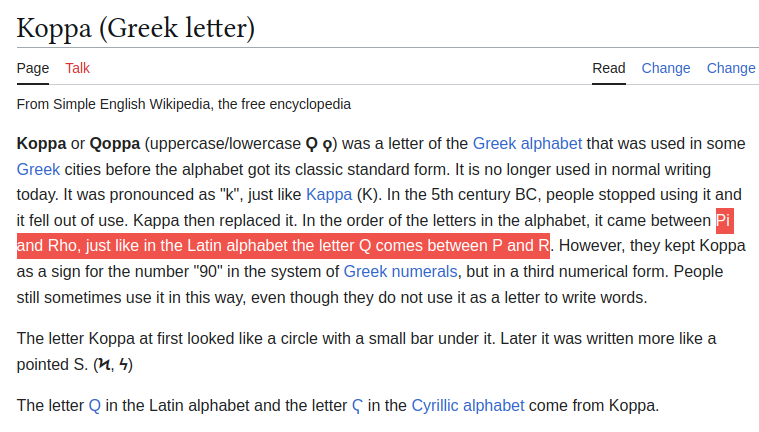 Koppa (Greek letter)
Page Talk Read Change Change
From Simple English Wikipedia, the free encyclopedia
Koppa or Qoppa (uppercase/lowercase Ϙ ϙ) was a letter of the Greek alphabet that was used in some
Greek cities before the alphabet got its classic standard form. It is no longer used in normal writing
today. It was pronounced as "k", just like Kappa (K). In the 5th century BC, people stopped using it and
it fell out of use. Kappa then replaced it. In the order of the letters in the alphabet, it came between Pi
and Rho, just like in the Latin alphabet the letter Q comes between P and R. However, they kept Koppa
as a sign for the number "90" in the system of Greek numerals, but in a third numerical form. People
still sometimes use it in this way, even though they do not use it as a letter to write words.
The letter Koppa at first looked like a circle with a small bar under it. Later it was written more like a
pointed S. (Ϟ, ϟ)
The letter Q in the Latin alphabet and the letter Ҁ in the Cyrillic alphabet come from Koppa.